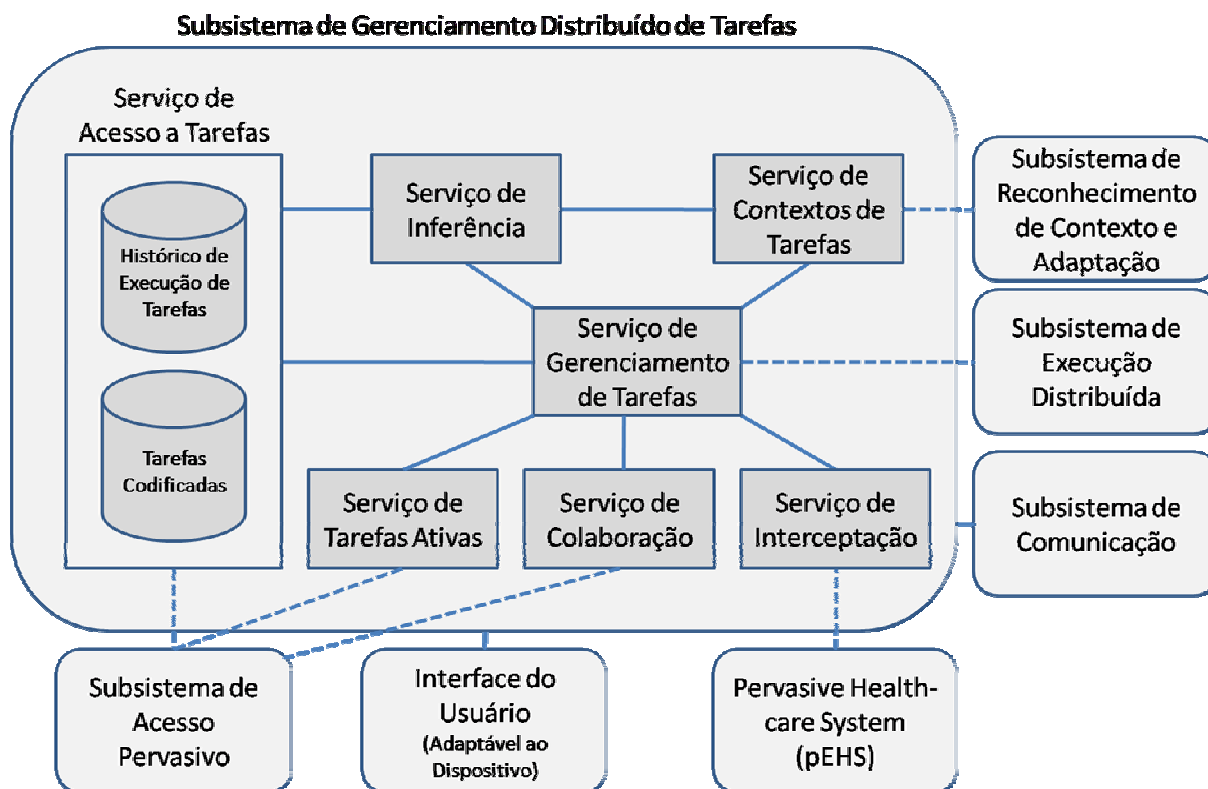 Subsistema de Gerenciamento Distribuído de Tarefas
Serviço de
Acesso a Tarefas
Histórico de
Execução de
Tarefas
Tarefas
Codificadas
Serviço de
Inferência
Serviço de
Contextos de
Tarefas
Serviço de
Gerenciamento
de Tarefas
Serviço de
Tarefas Ativas
Serviço de
Colaboração
Serviço de
Interceptação
Subsistema de
Reconhecimento
de Contexto e
Adaptação
Subsistema de
Execução
Distribuída
Subsistema de
Comunicação
Subsistema de
Acesso
Pervasivo
Interface do
Usuário
(Adaptável ao
Dispositivo)
Pervasive Health-
care System
(pEHS)